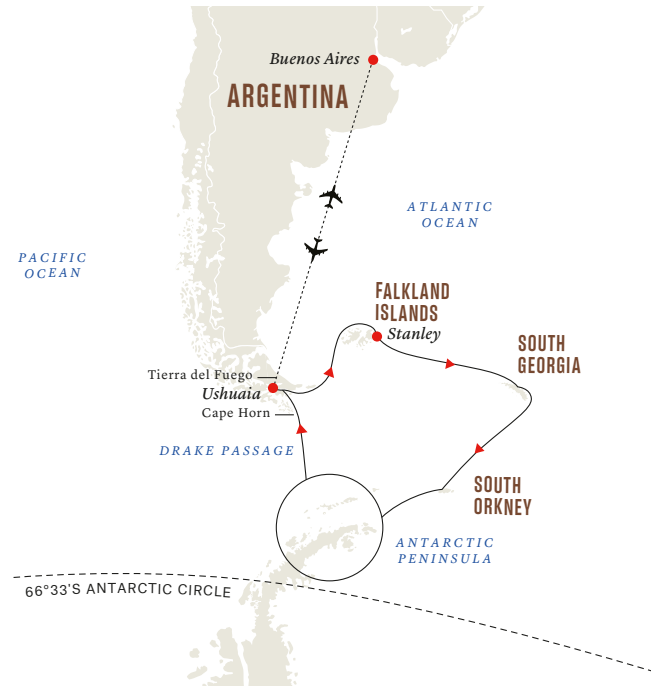 Buenos Aires
ARGENTINA
ATLANTIC
OCEAN
PACIFIC
OCEAN
FALKLAND
ISLANDS
Stanley
SOUTH
GEORGIA
Tierra del Fuego
Ushuaia
Cape Horn
DRAKE PASSAGE
SOUTH
ORKNEY
ANTARCTIC
PENINSULA
66°33'S ANTARCTIC CIRCLE